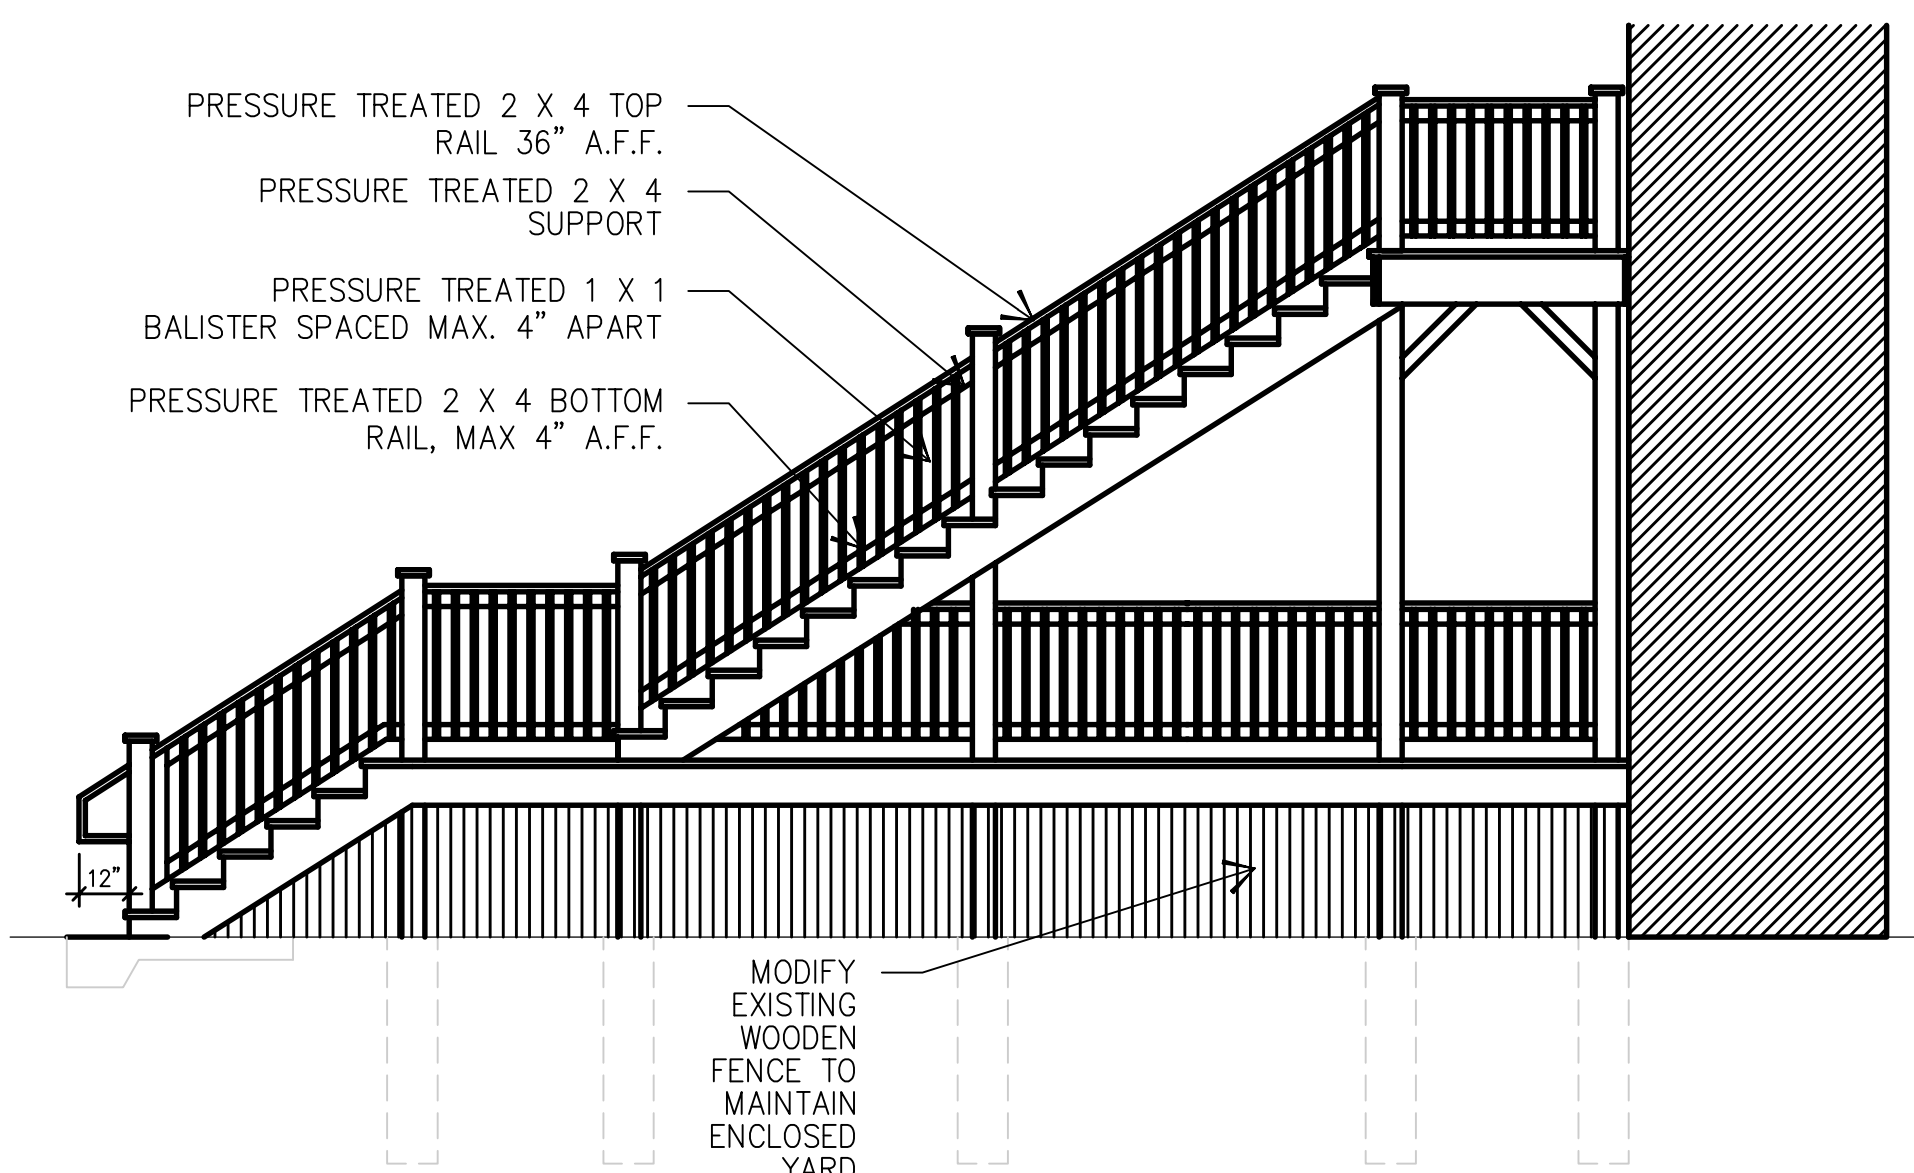 PRESSURE TREATED 2 X 4 TOP
RAIL 36” A.F.F.
PRESSURE TREATED 2 X 4
SUPPORT
PRESSURE TREATED 1 X 1
BALISTER SPACED MAX. 4” APART
PRESSURE TREATED 2 X 4 BOTTOM
RAIL, MAX 4” A.F.F.
12”
MODIFY
EXISTING
WOODEN
FENCE TO
MAINTAIN
ENCLOSED
YARD